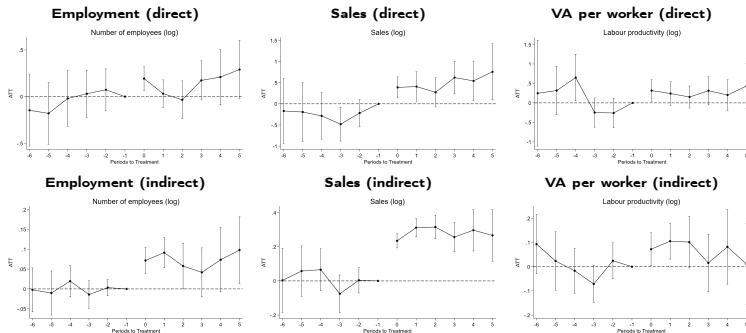 Employment (direct)
Number of employees (log)
.5
0
-.5
ATT
-6 -5 -4 -3 -2 -1 0 1 2 3 4 5
Periods to Treatment
Sales (direct)
Sales (log)
1.5
1
.5
0
-.5
-1
ATT
-6 -5 -4 -3 -2 -1 0 1 2 3 4 5
Periods to Treatment
VA per worker (direct)
Labour productivity (log)
1.5
1
.5
0
-.5
-1
ATT
-6 -5 -4 -3 -2 -1 0 1 2 3 4 5
Periods to Treatment
Employment (indirect)
Number of employees (log)
.2
.15
.1
.05
0
-.05
ATT
-6 -5 -4 -3 -2 -1 0 1 2 3 4 5
Periods to Treatment
Sales (indirect)
Sales (log)
.4
.2
0
-.2
ATT
-6 -5 -4 -3 -2 -1 0 1 2 3 4 5
Periods to Treatment
VA per worker (indirect)
Labour productivity (log)
.2
.1
0
-.1
-.2
ATT
-6 -5 -4 -3 -2 -1 0 1 2 3 4 5
Periods to Treatment